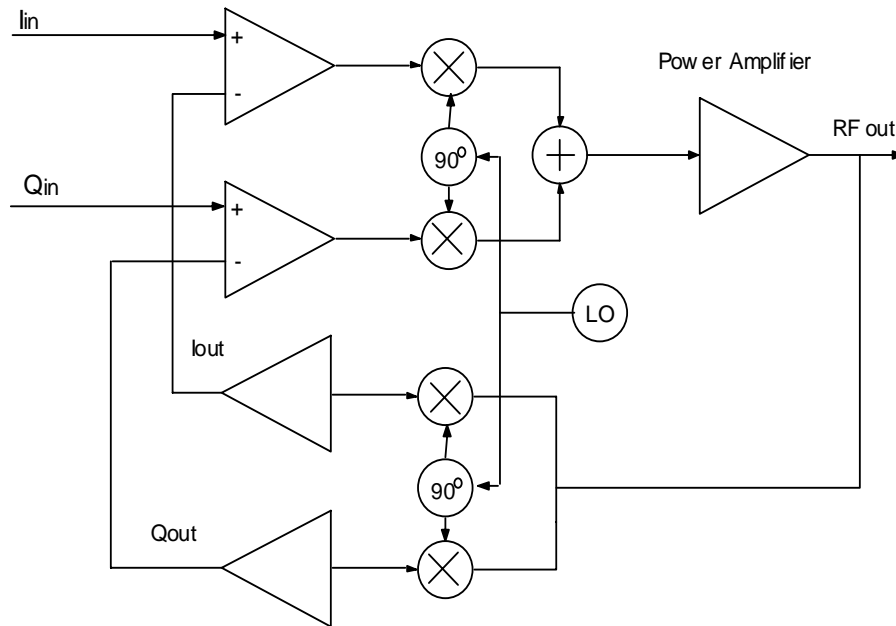 Iin
+
-
Power Amplifier
RF out
90o
+
Qin
+
-
LO
Iout
90o
Qout